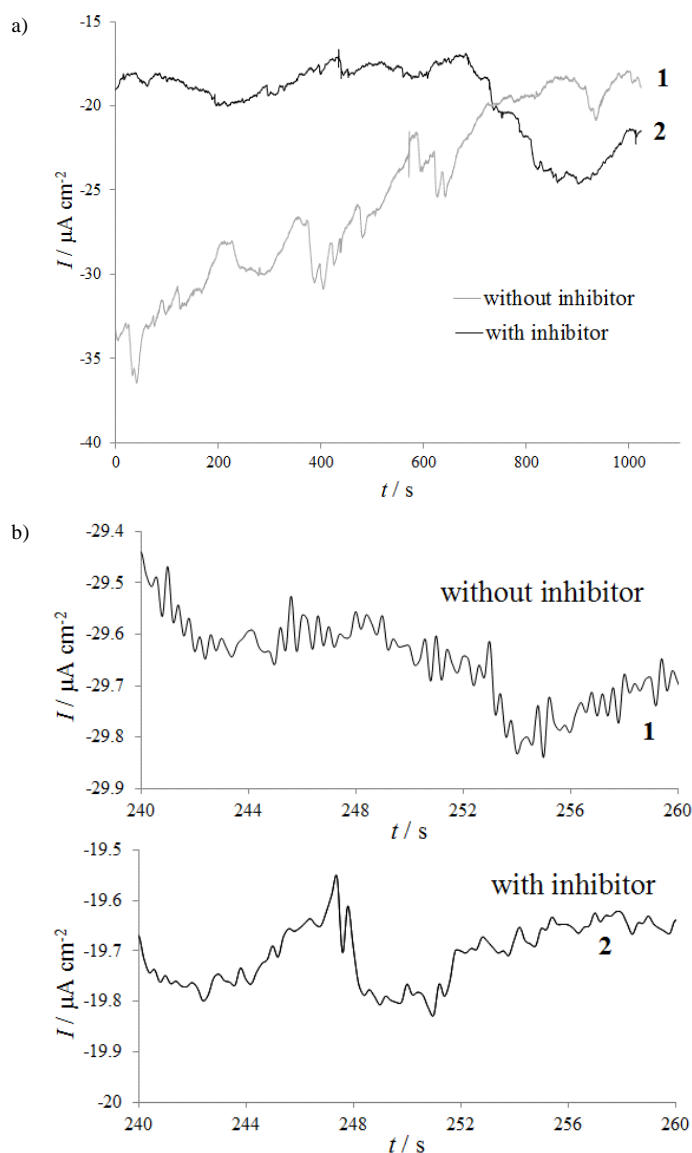 a)
-15
-20
-25
-30
-35
-40
I / µA cm-2
1
2
without inhibitor
with inhibitor
0 200 400 600 800 1000
t / s
b)
-29.4
-29.5
-29.6
-29.7
-29.8
-29.9
I / µA cm-2
without inhibitor
1
240 244 248 252 256 260
t / s
-19.5
-19.6
-19.7
-19.8
-19.9
-20
I / µA cm-2
with inhibitor
2
240 244 248 252 256 260
t / s